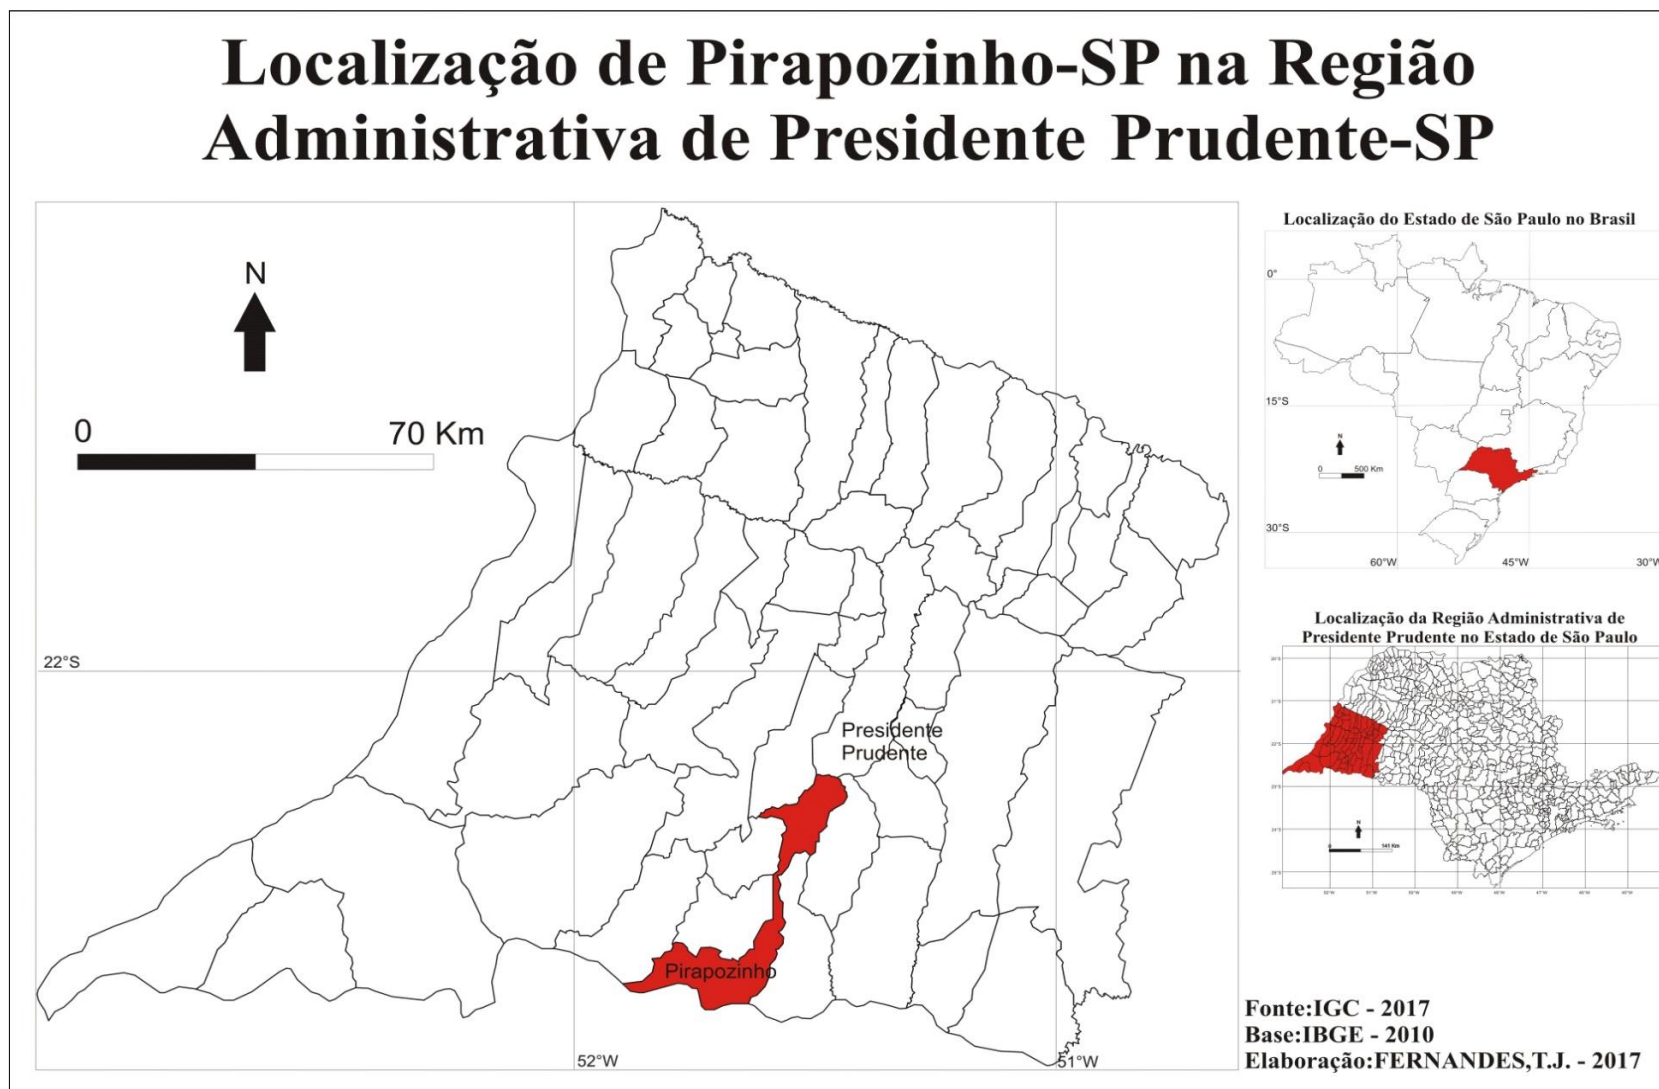 Localização de Pirapozinho-SP na Região
Administrativa de Presidente Prudente-SP
N
0 70 Km
22°S
Presidente
Prudente
Pirapozinho
52°W
51°W
Localização do Estado de São Paulo no Brasil
0°
15°S
N
0 500 Km
30°S
60°W 45°W 30°W
Localização da Região Administrativa de
Presidente Prudente no Estado de São Paulo
N
0 141 Km
Fonte:IGC - 2017
Base:IBGE - 2010
Elaboração:FERNANDES,T.J. - 2017